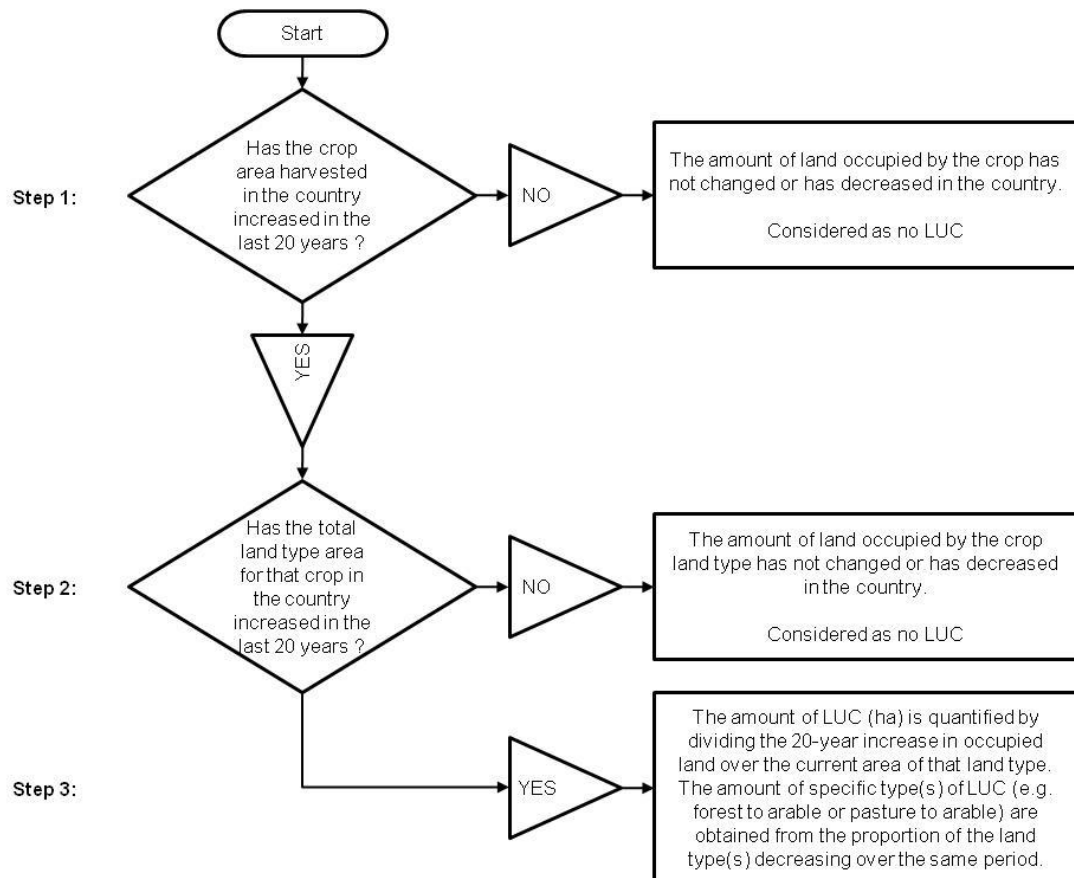 Start
Step 1:
Has the crop
area harvested
in the country
increased in the
last 20 years ?
NO
The amount of land occupied by the crop has
not changed or has decreased in the country.
Considered as no LUC
YES
Step 2:
Has the total
land type area
for that crop in
the country
increased in the
last 20 years ?
NO
The amount of land occupied by the crop
land type has not changed or has decreased
in the country.
Considered as no LUC
Step 3:
YES
The amount of LUC (ha) is quantified by
dividing the 20-year increase in occupied
land over the current area of that land type.
The amount of specific type(s) of LUC (e.g.
forest to arable or pasture to arable) are
obtained from the proportion of the land
type(s) decreasing over the same period.